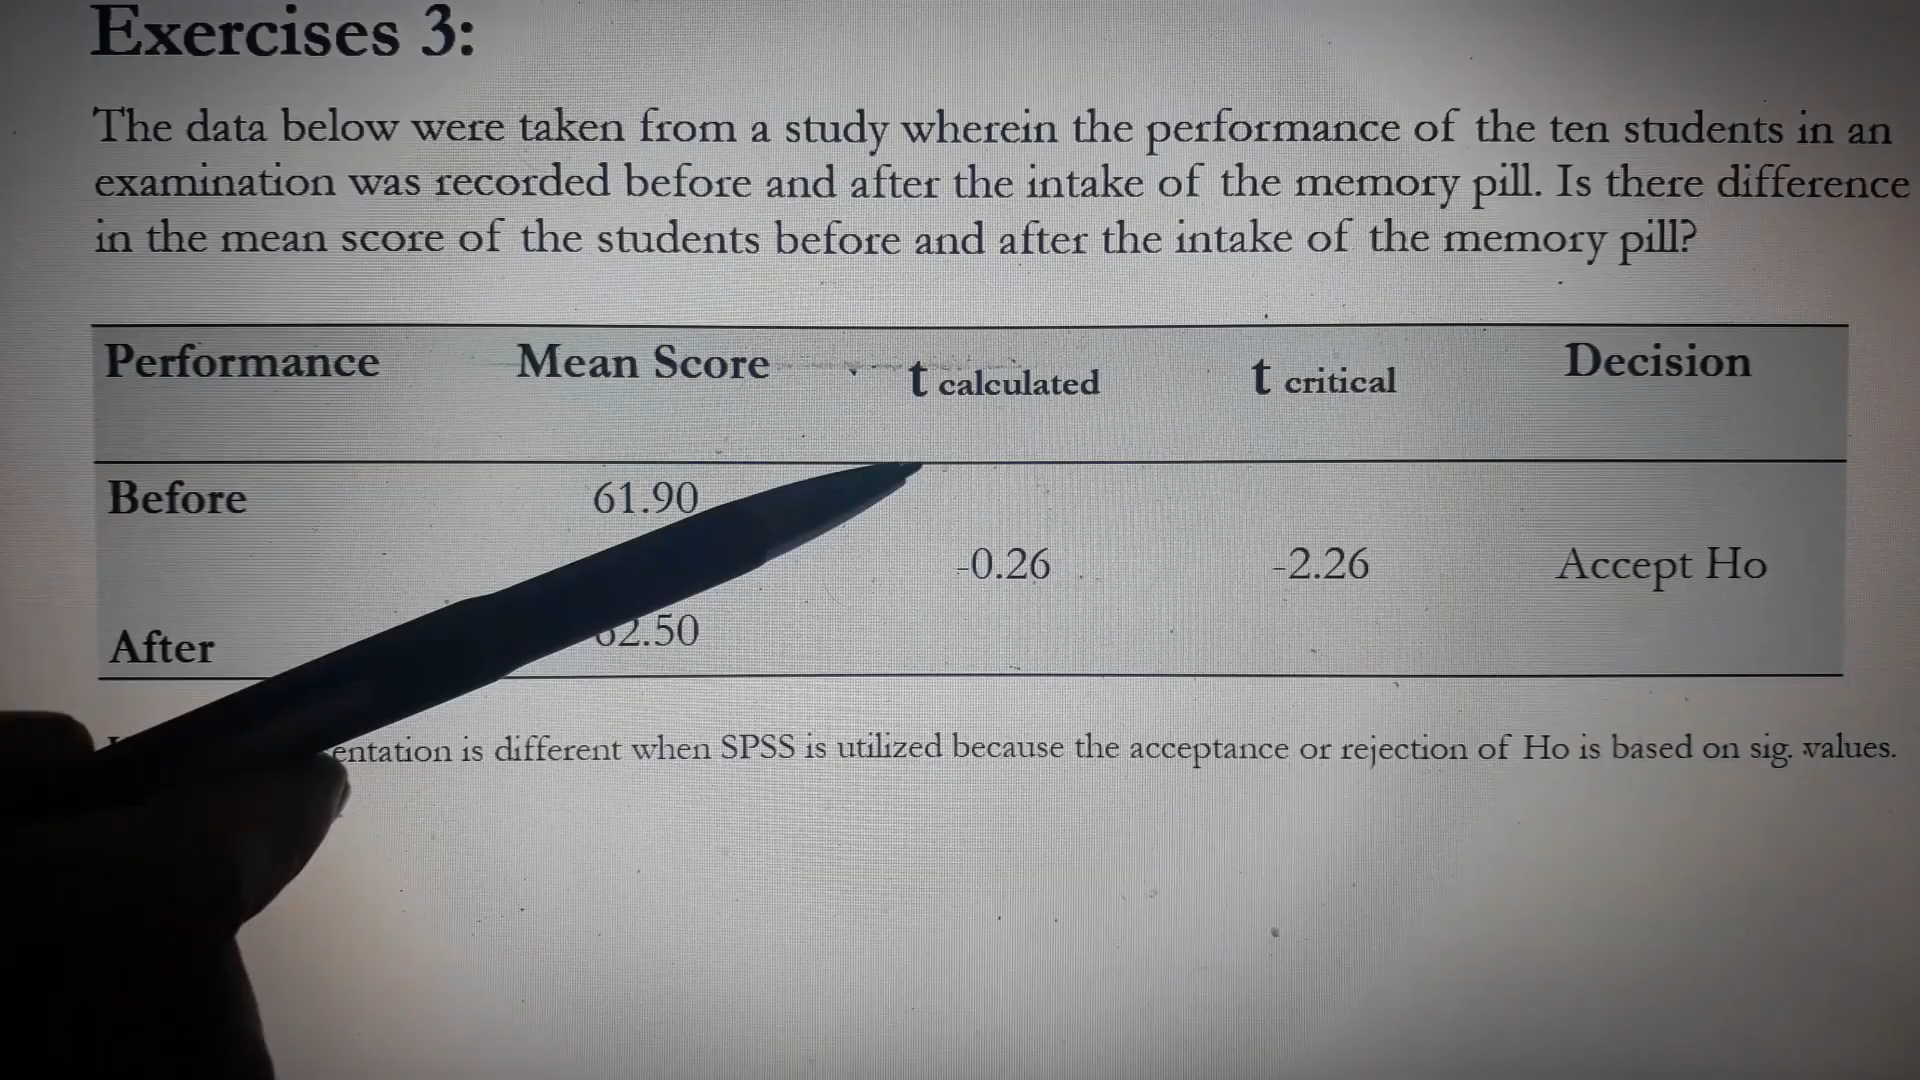 Exercises 3:
The data below were taken from a study wherein the performance of the ten students in an
examination was recorded before and after the intake of the memory pill. Is there difference
in the mean score of the students before and after the intake of the memory pill?
Performance Mean Score t calculated t critical Decision
Before 61.90
-0.26 -2.26 Accept Ho
After 62.50
is different when SPSS is utilized because the acceptance or rejection of Ho is based on sig. values.